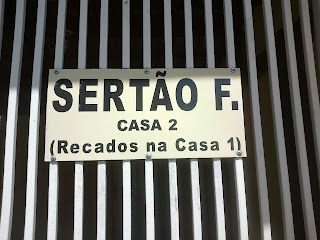 SERTÃO F.
CASA 2
(Recados na Casa 1)